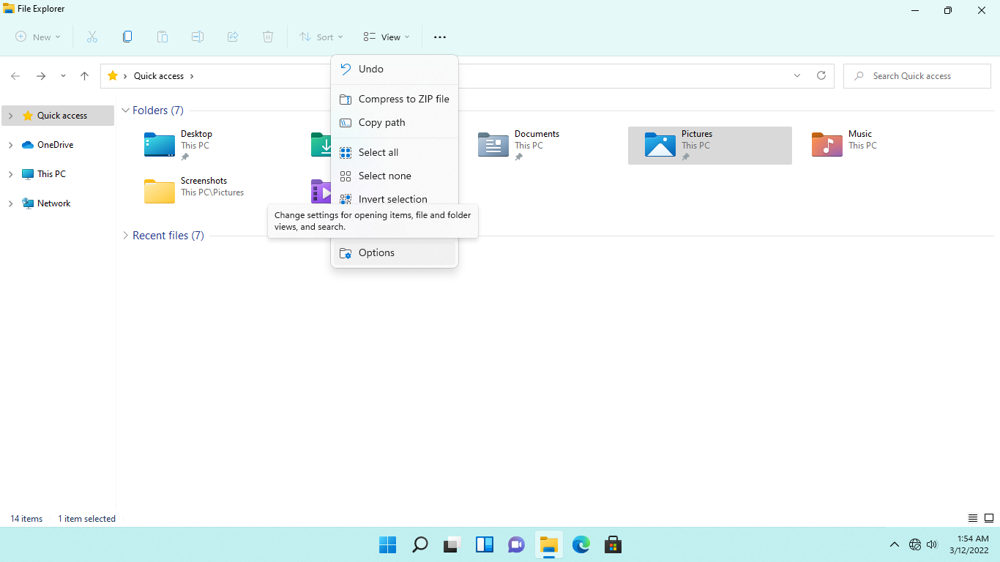 File Explorer
New
Sort
View
Quick access
Search Quick access
Undo
Compress to ZIP file
Copy path
Select all
Select none
Invert selection
Change settings for opening items, file and folder
views, and search.
Options
Quick access
OneDrive
This PC
Network
Folders (7)
Desktop
This PC
Documents
This PC
Pictures
This PC
Music
This PC
Screenshots
This PC\Pictures
Recent files (7)
14 items
1 item selected
1:54 AM
3/12/2022